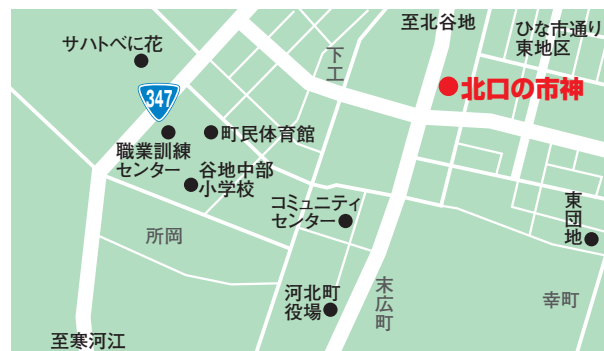 至北谷地
ひな市通り
東地区
サハトべに花
下工
北口の市神
347
町民体育館
職業訓練
センター
谷地中部
小学校
コミュニティ
センター
東団地
所岡
末広町
河北町
役場
幸町
至寒河江